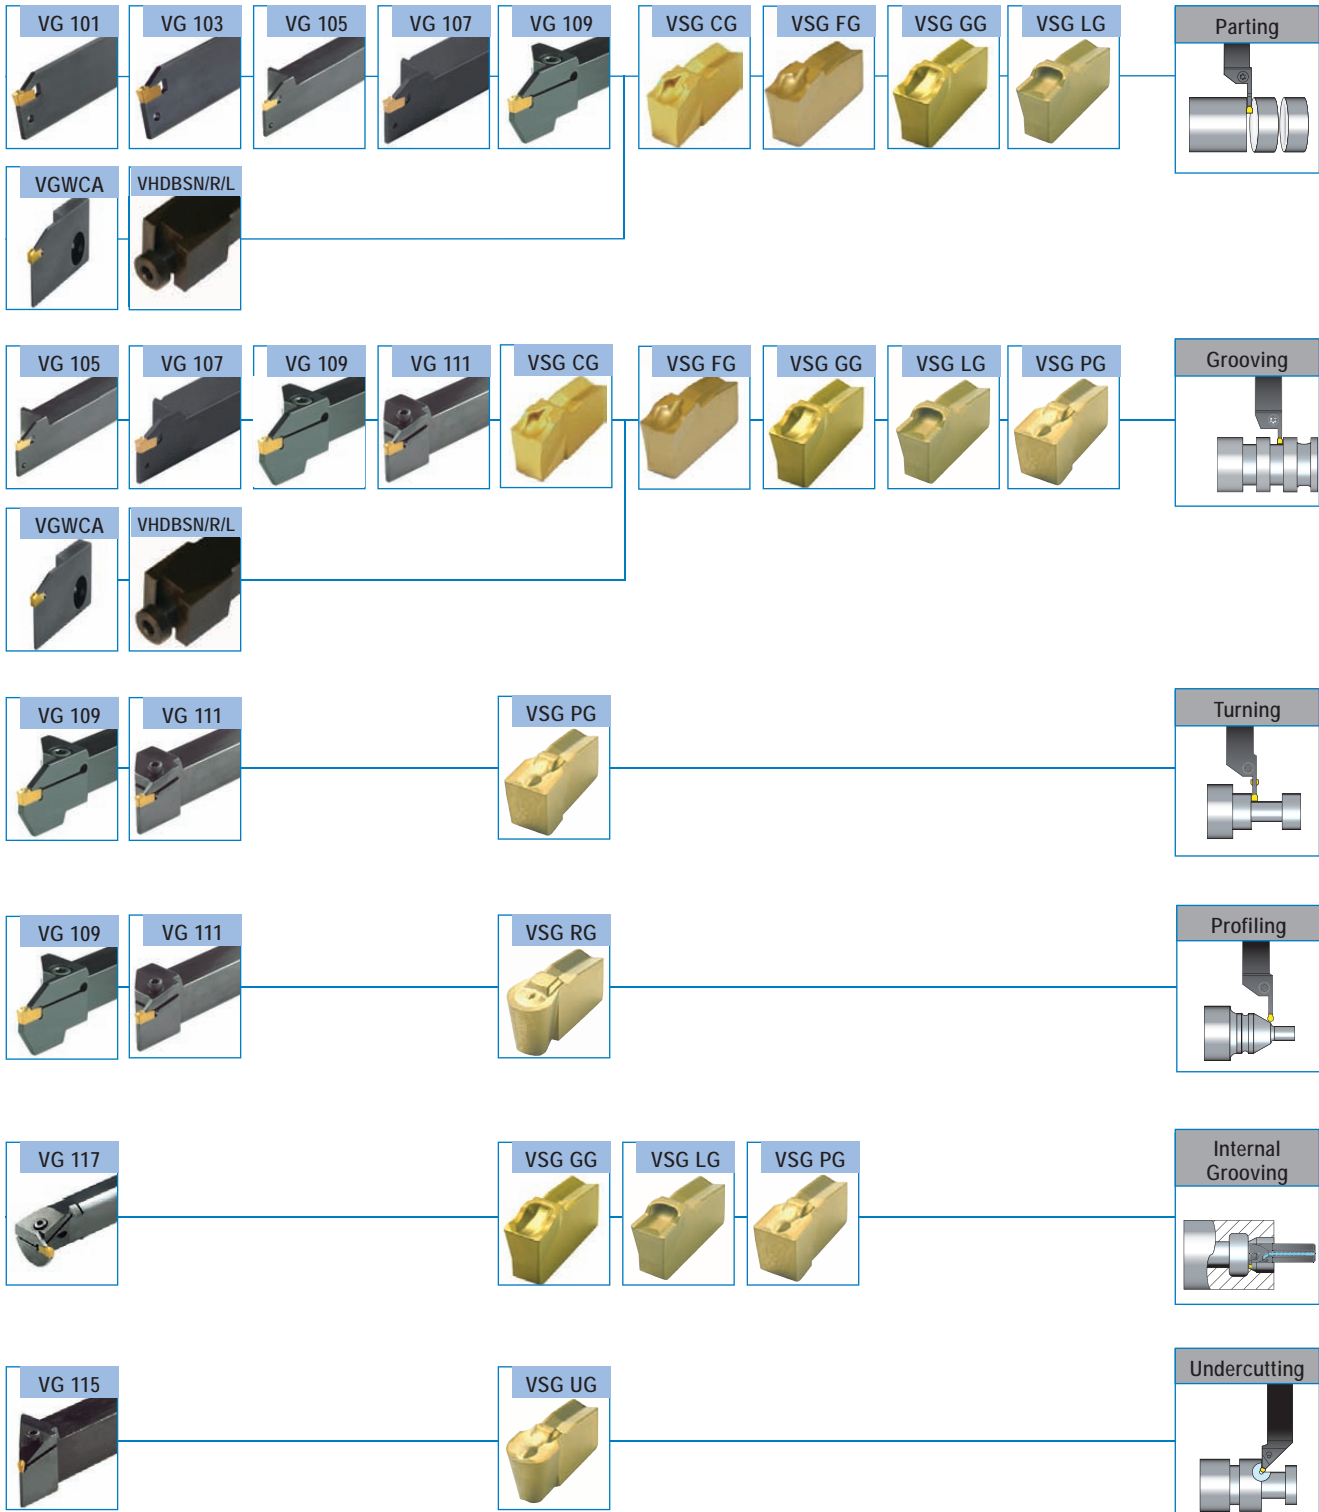 VG 101
VG 103
VG 105
VG 107
VG 109
VSG CG
VSG FG
VSG GG
VSG LG
Parting
VGWCA
VHDBSN/R/L
VG 105
VG 107
VG 109
VG 111
VSG CG
VSG FG
VSG GG
VSG LG
VSG PG
Grooving
VGWCA
VHDBSN/R/L
VG 109
VG 111
VSG PG
Turning
VG 109
VG 111
VSG RG
Profiling
VG 117
VSG GG
VSG LG
VSG PG
Internal
Grooving
VG 115
VSG UG
Undercutting